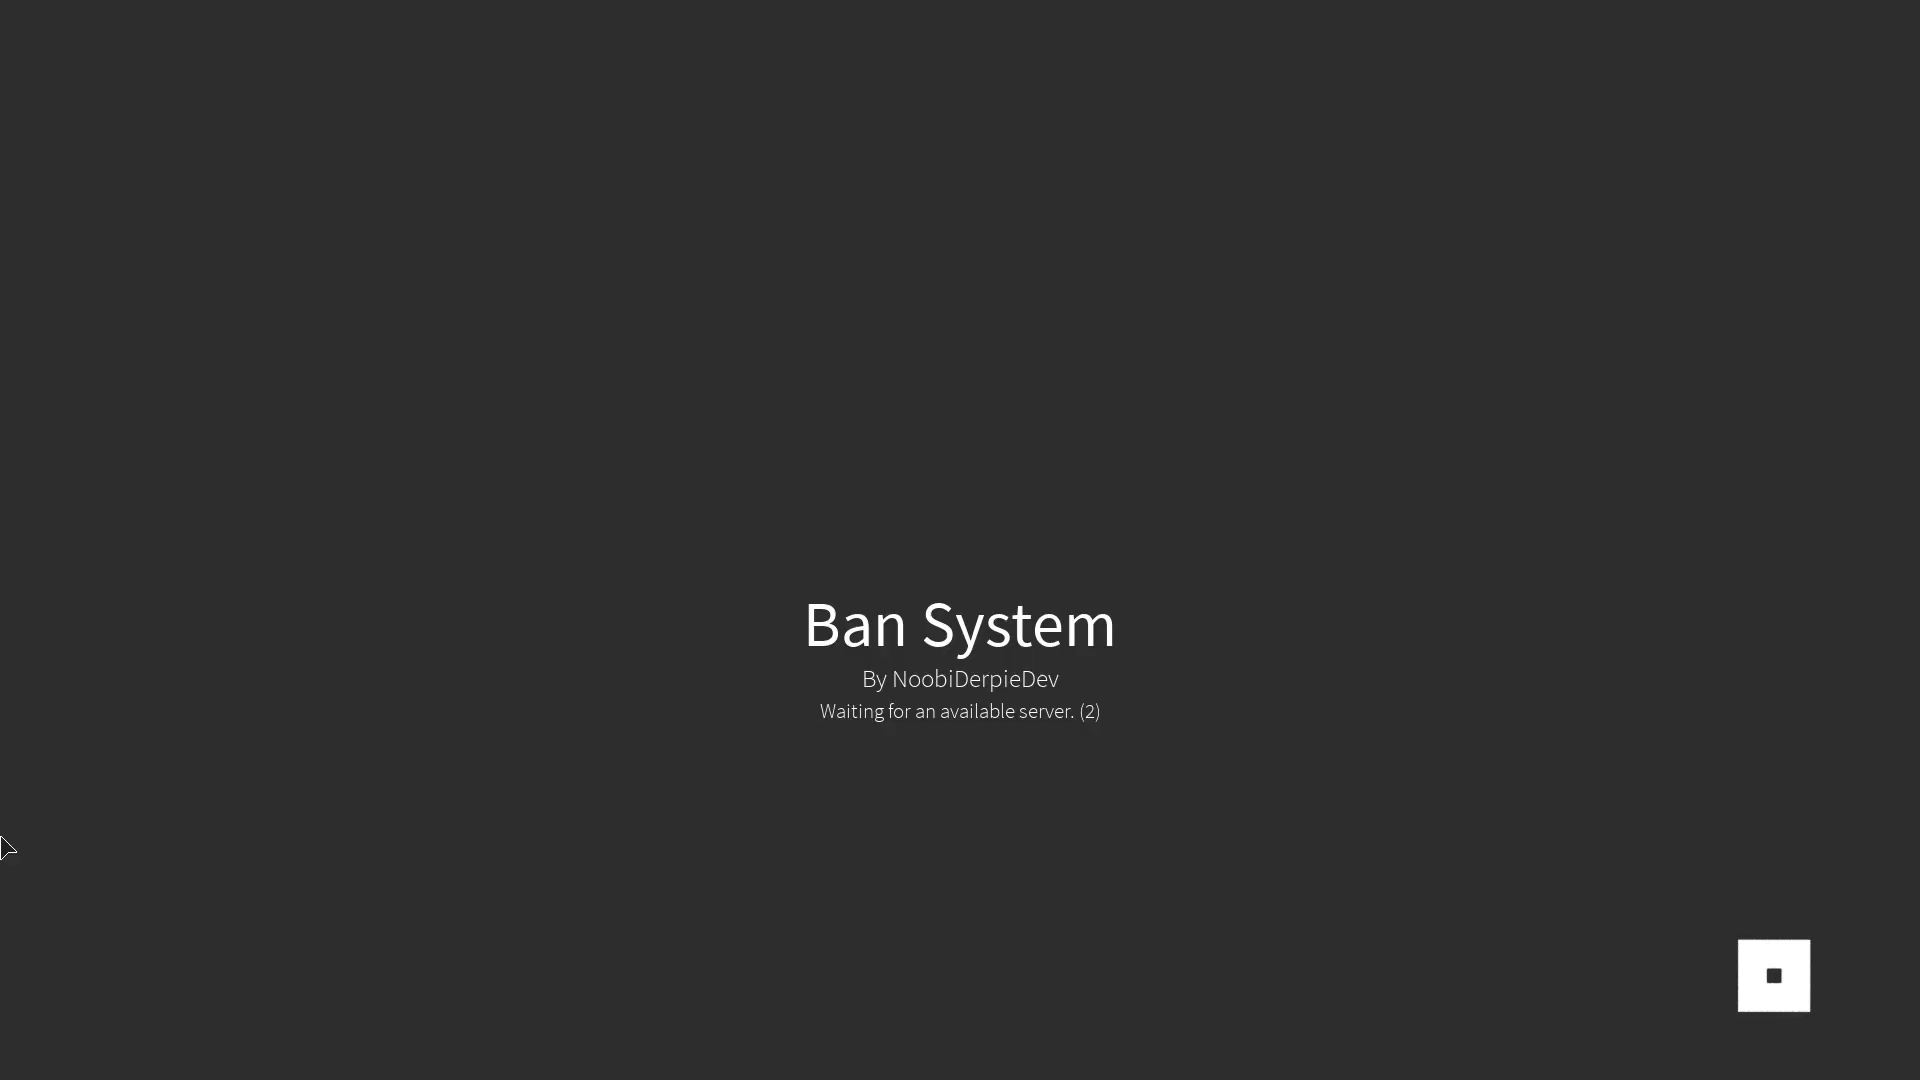 Ban System
By NoobiDerpieDev
Waiting for an available server. (2)